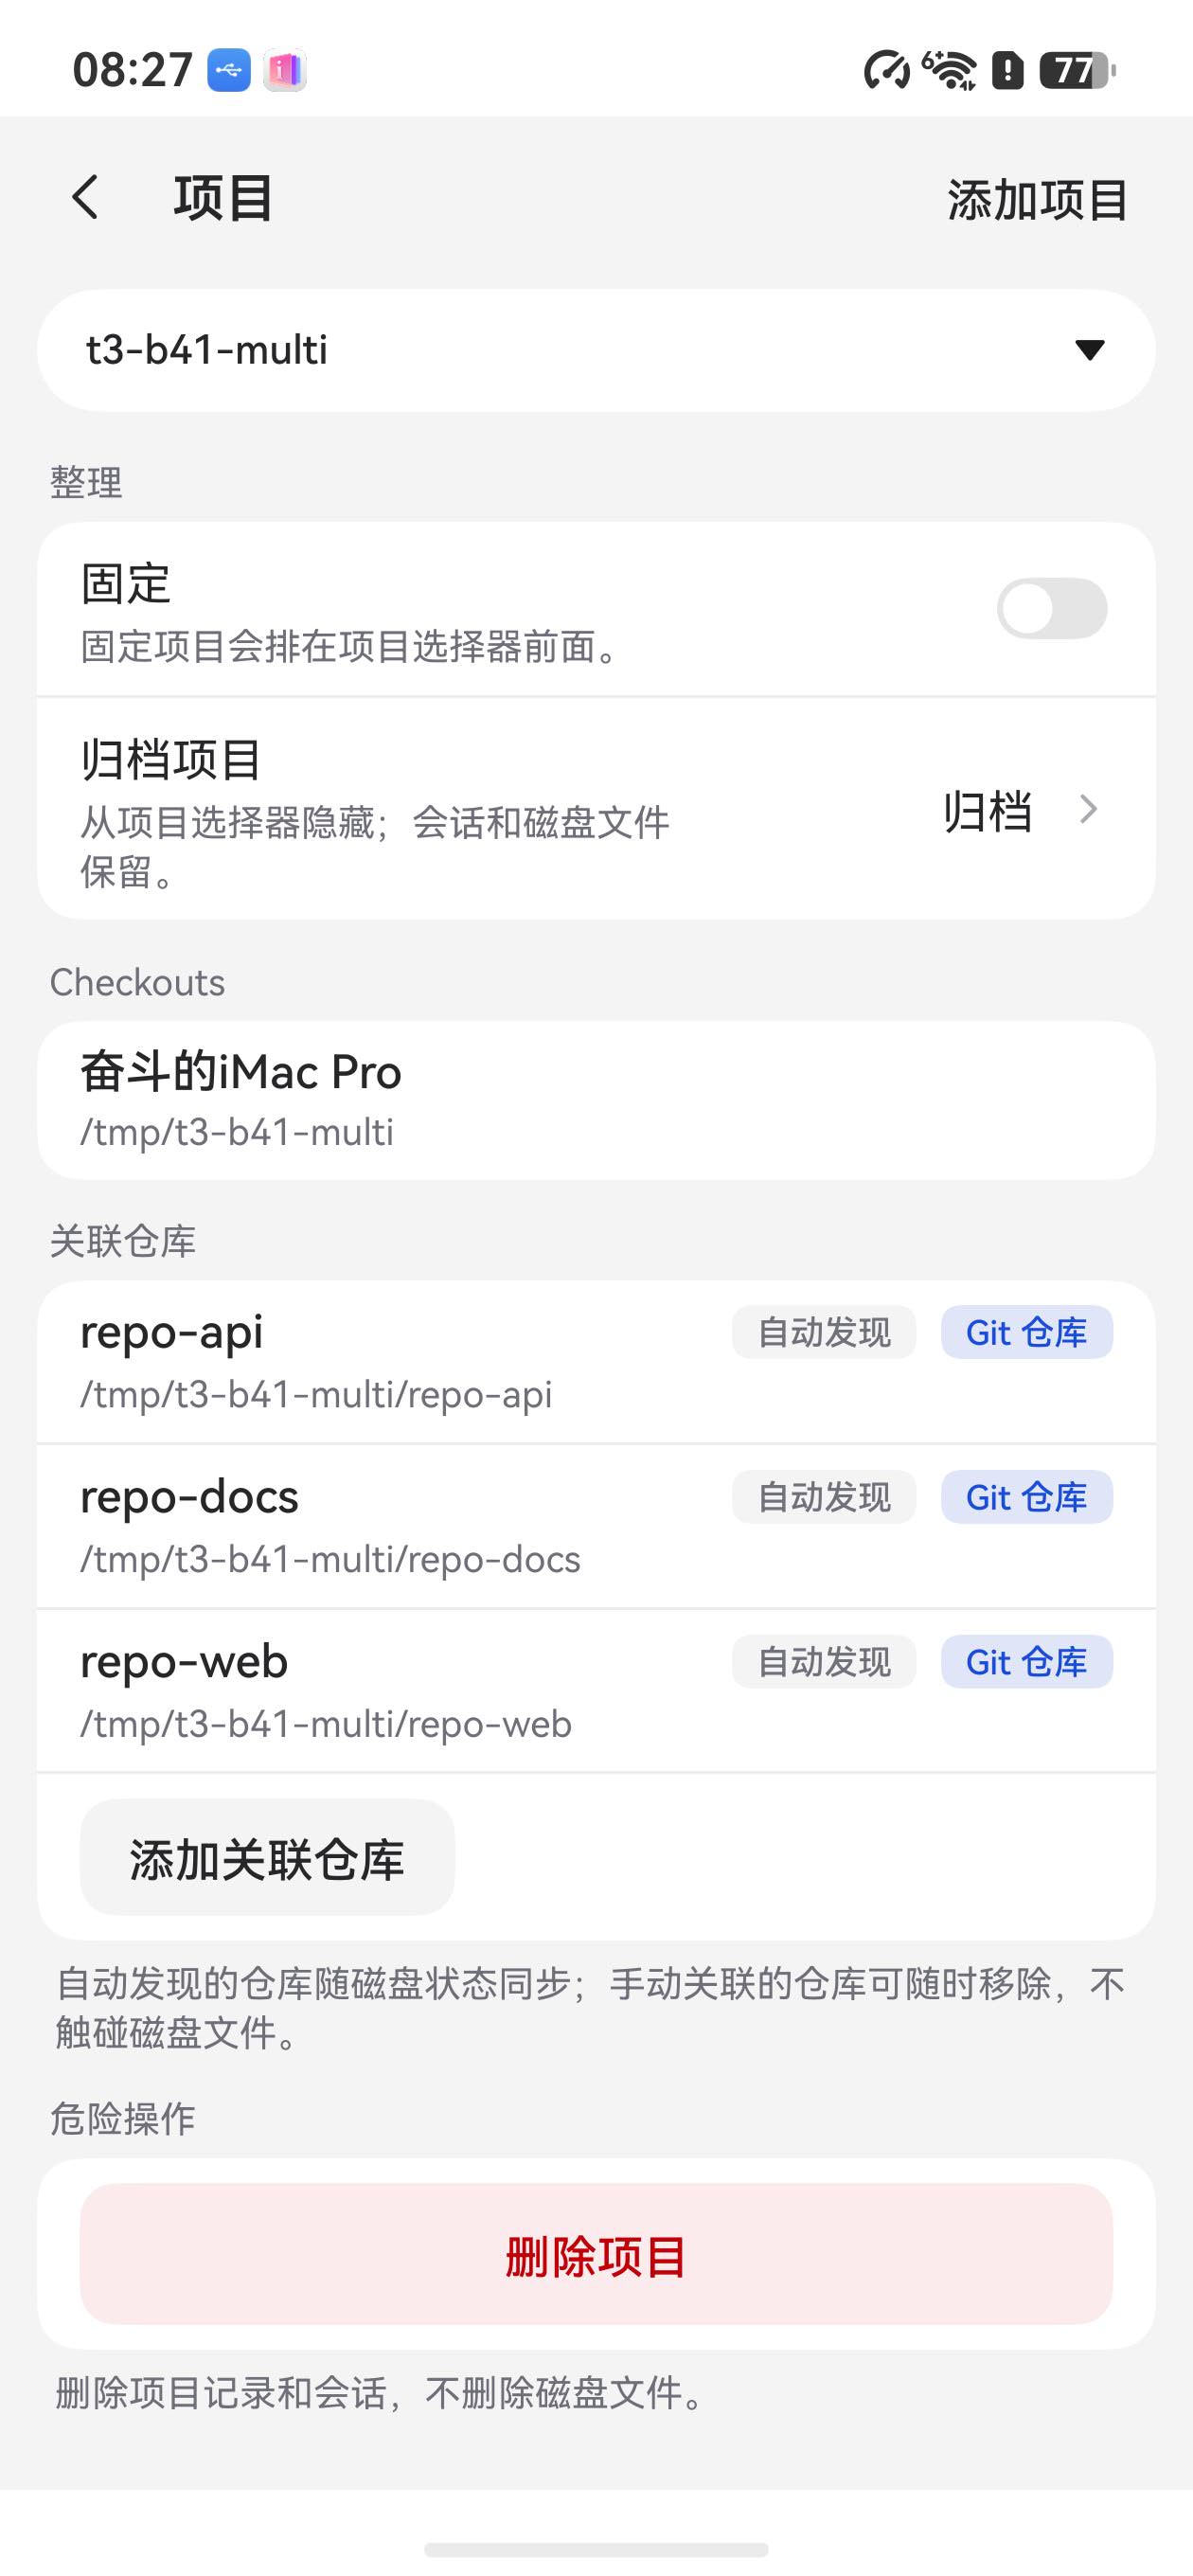 08:27
77
项目
添加项目
t3-b41-multi
整理
固定
固定项目会排在项目选择器前面。
归档项目
从项目选择器隐藏；会话和磁盘文件
保留。
归档
Checkouts
奋斗的iMac Pro
/tmp/t3-b41-multi
关联仓库
repo-api 自动发现 Git 仓库
/tmp/t3-b41-multi/repo-api
repo-docs 自动发现 Git 仓库
/tmp/t3-b41-multi/repo-docs
repo-web 自动发现 Git 仓库
/tmp/t3-b41-multi/repo-web
添加关联仓库
自动发现的仓库随磁盘状态同步；手动关联的仓库可随时移除，不
触碰磁盘文件。
危险操作
删除项目
删除项目记录和会话，不删除磁盘文件。